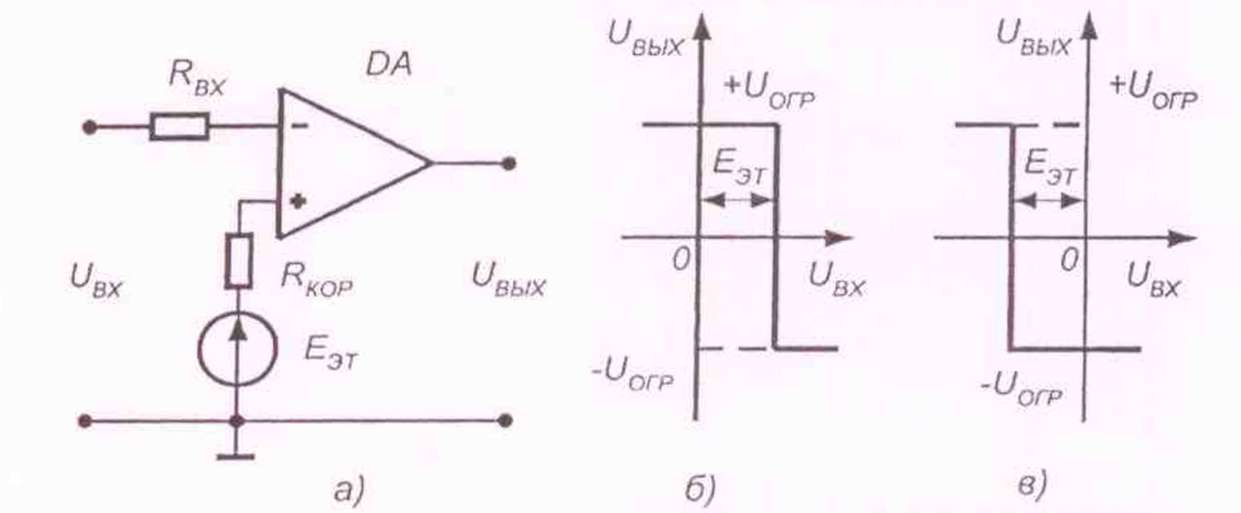 R_ВХ
DA
−
+
U_ВХ
R_КОР
U_ВЫХ
E_ЭТ
а)
U_ВЫХ
+U_ОГР
E_ЭТ
0
U_ВХ
-U_ОГР
б)
U_ВЫХ
+U_ОГР
E_ЭТ
0
U_ВХ
-U_ОГР
в)